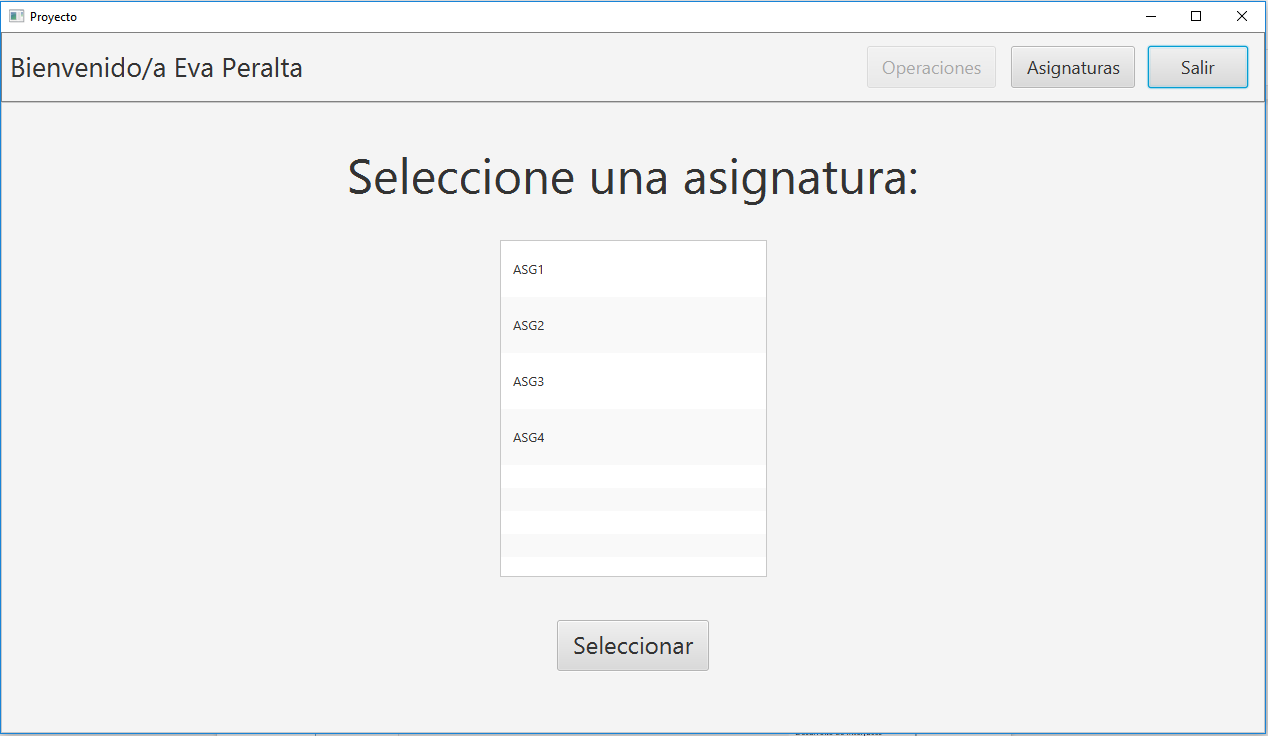 Proyecto
Bienvenido/a Eva Peralta
Operaciones
Asignaturas
Salir
Seleccione una asignatura:
ASG1
ASG2
ASG3
ASG4
Seleccionar